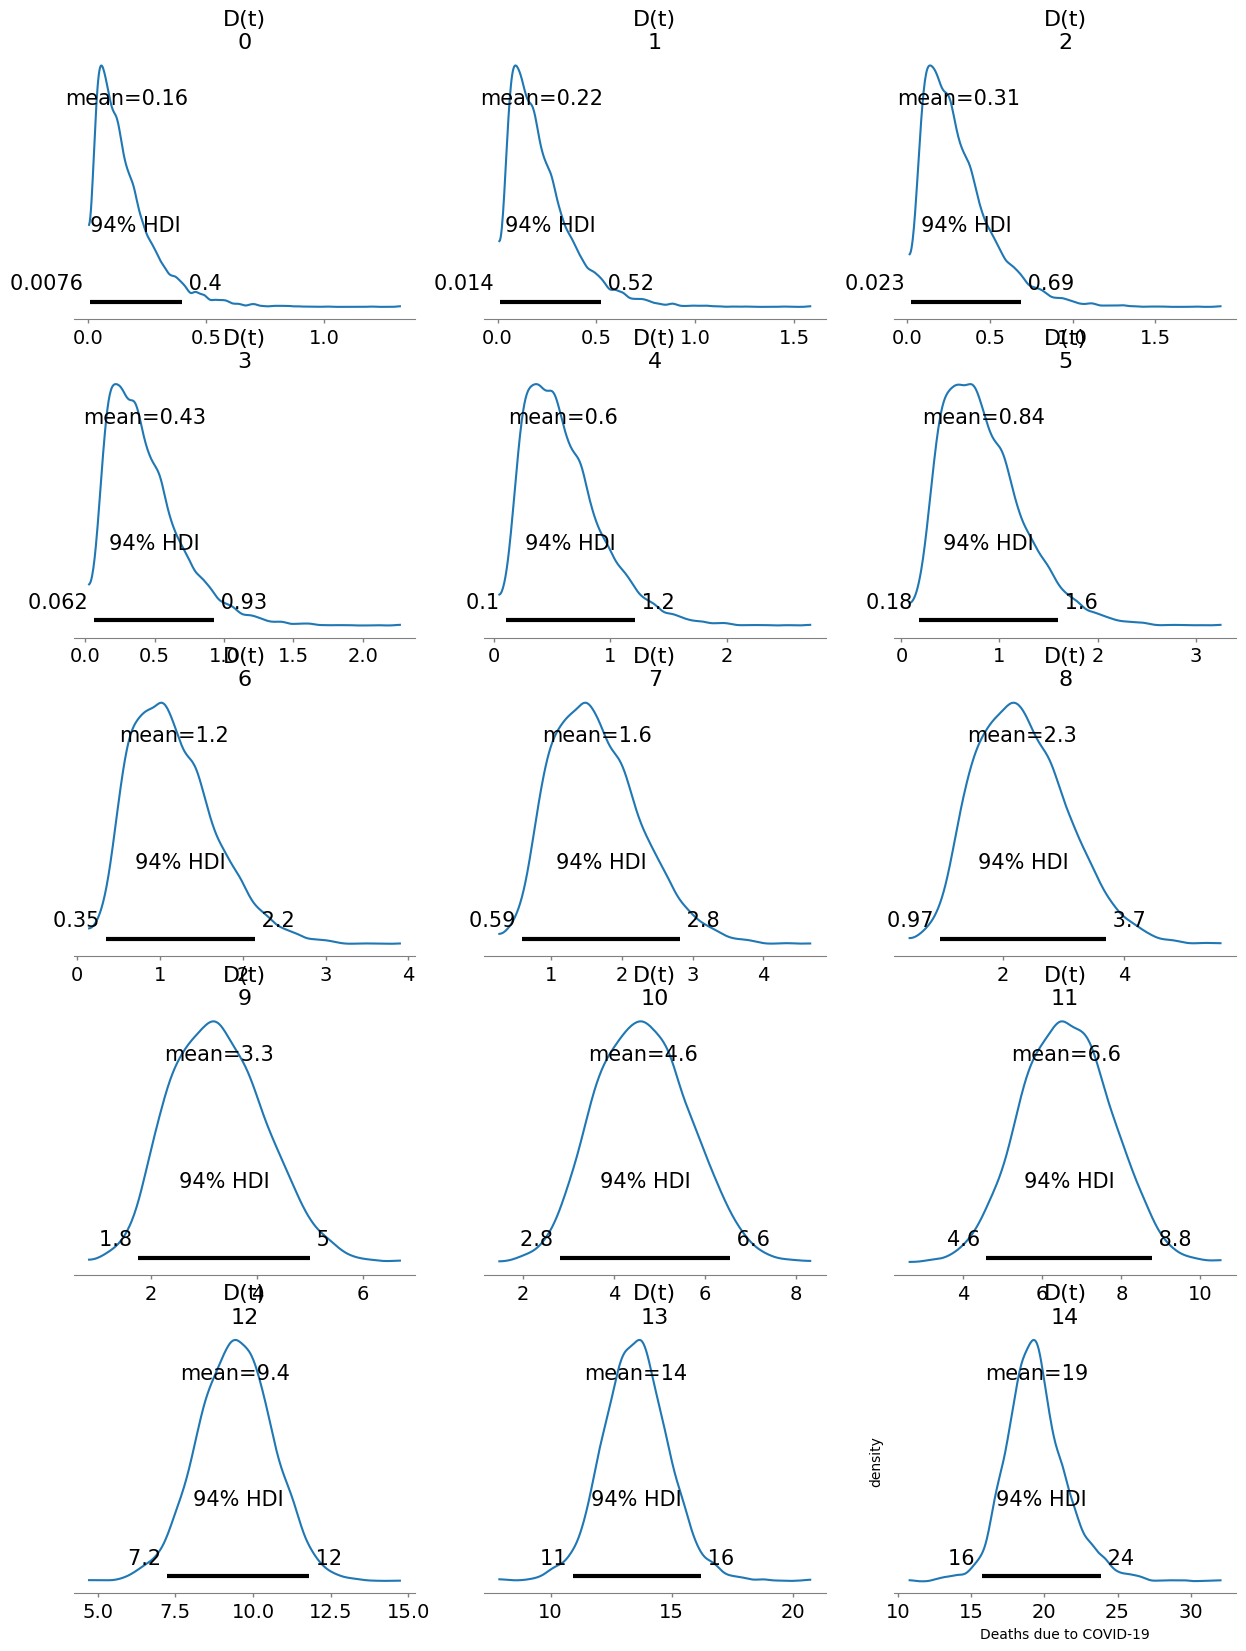 D(t)
0
mean=0.16
94% HDI
0.0076 0.4
0.0 0.5 1.0
D(t)
1
mean=0.22
94% HDI
0.014 0.52
0.0 0.5 1.0 1.5
D(t)
2
mean=0.31
94% HDI
0.023 0.69
0.0 0.5 1.0 1.5
D(t)
3
mean=0.43
94% HDI
0.062 0.93
0.0 0.5 1.0 1.5 2.0
D(t)
4
mean=0.6
94% HDI
0.1 1.2
0 1 2
D(t)
5
mean=0.84
94% HDI
0.18 1.6
0 1 2 3
D(t)
6
mean=1.2
94% HDI
0.35 2.2
0 1 2 3 4
D(t)
7
mean=1.6
94% HDI
0.59 2.8
1 2 3 4
D(t)
8
mean=2.3
94% HDI
0.97 3.7
2 4
D(t)
9
mean=3.3
94% HDI
1.8 5
2 4 6
D(t)
10
mean=4.6
94% HDI
2.8 6.6
2 4 6 8
D(t)
11
mean=6.6
94% HDI
4.6 8.8
4 6 8 10
D(t)
12
mean=9.4
94% HDI
7.2 12
5.0 7.5 10.0 12.5 15.0
D(t)
13
mean=14
94% HDI
11 16
10 15 20
D(t)
14
mean=19
density
94% HDI
16 24
10 15 20 25 30
Deaths due to COVID-19